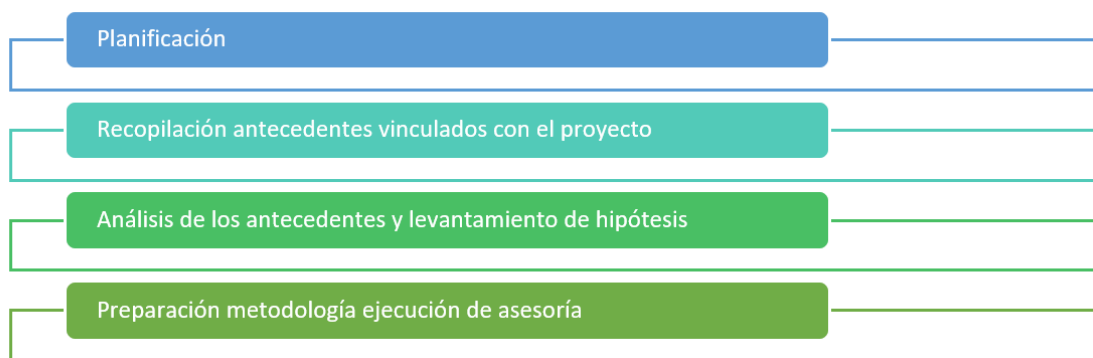 Planificación
Recopilación antecedentes vinculados con el proyecto
Análisis de los antecedentes y levantamiento de hipótesis
Preparación metodología ejecución de asesoría